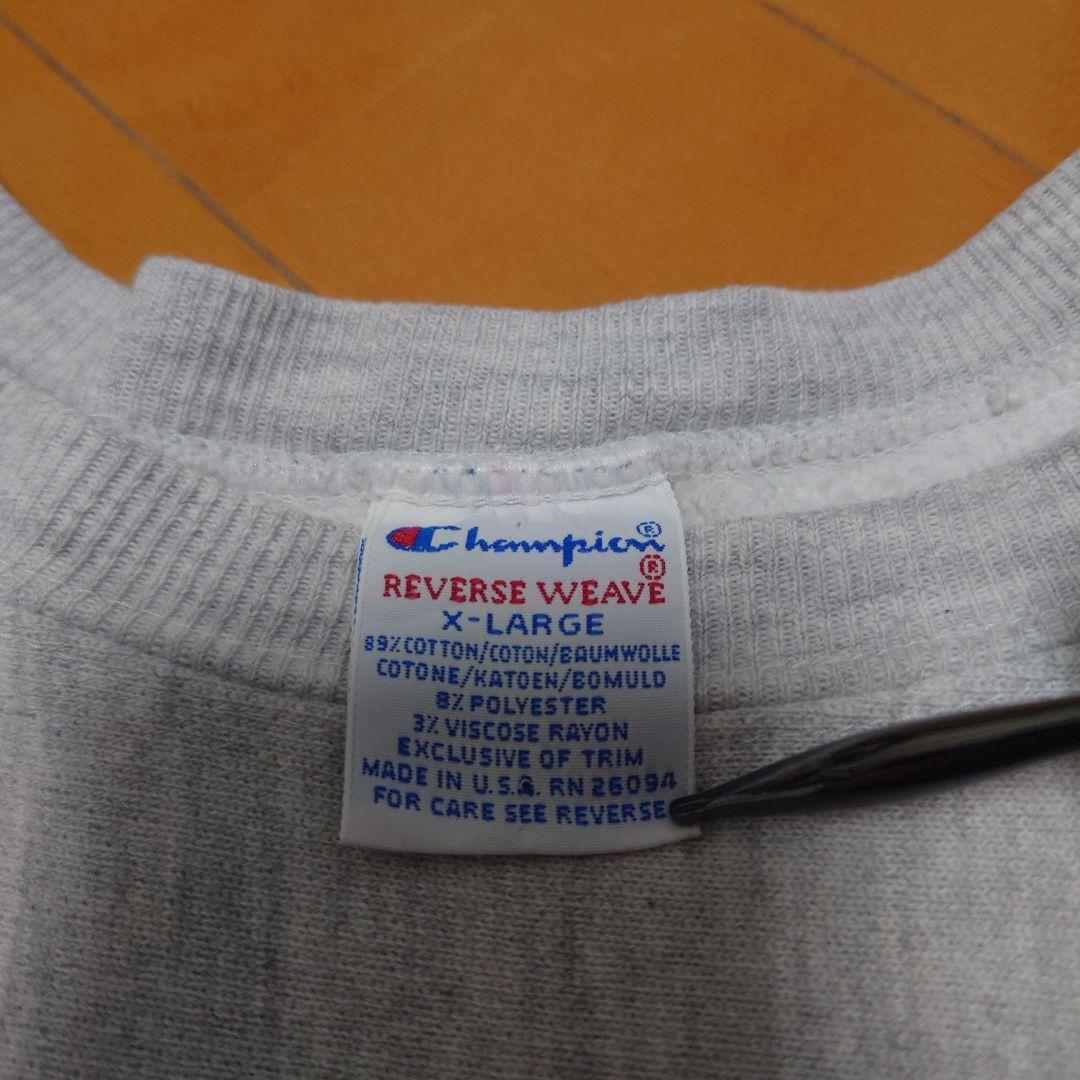 Champion®
REVERSE WEAVE®
X-LARGE
89% COTTON/COTON/BAUMWOLLE
COTONE/KATOEN/BOMULD
8% POLYESTER
3% VISCOSE RAYON
EXCLUSIVE OF TRIM
MADE IN U.S.A. RN 26094
FOR CARE SEE REVERSE